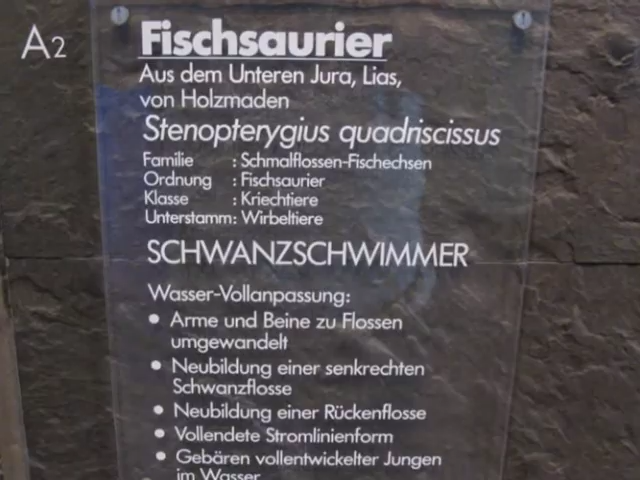 A2
Fischsaurier
Aus dem Unteren Jura, Lias,
von Holzmaden
Stenopterygius quadriscissus
Familie : Schmalflossen-Fischechsen
Ordnung : Fischsaurier
Klasse : Kriechtiere
Unterstamm: Wirbeltiere
SCHWANZSCHWIMMER
Wasser-Vollanpassung:
• Arme und Beine zu Flossen
umgewandelt
• Neubildung einer senkrechten
Schwanzflosse
• Neubildung einer Rückenflosse
• Vollendete Stromlinienform
• Gebären vollentwickelter Jungen
im Wasser